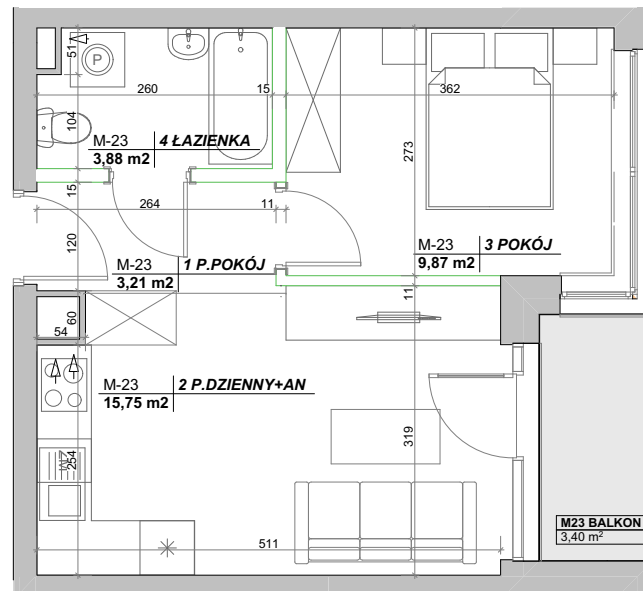 51
P
260
15
362
104
M-23 4 ŁAZIENKA
3,88 m2
273
15
264
11
120
M-23 3 POKÓJ
9,87 m2
M-23 1 P.POKÓJ
3,21 m2
11
60
54
M-23 2 P.DZIENNY+AN
15,75 m2
319
254
511
M23 BALKON
3,40 m²